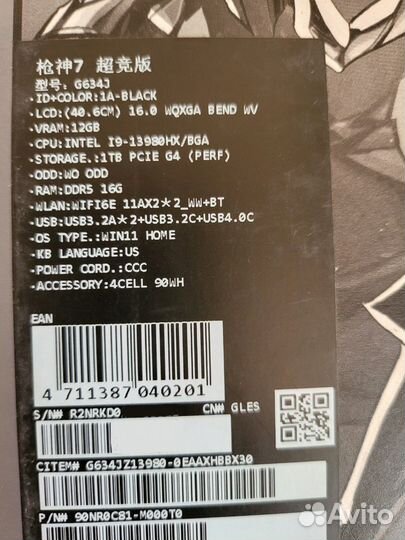 枪神7 超竞版
型号: G634J
·ID+COLOR:1A-BLACK
·LCD:(40.6CM) 16.0 WQXGA BEND WV
·VRAM:12GB
·CPU:INTEL I9-13980HX/BGA
·STORAGE.:1TB PCIE G4 (PERF)
·ODD:WO ODD
·RAM:DDR5 16G
·WLAN:WIFI6E 11AX2*2_WW+BT
·USB:USB3.2A*2+USB3.2C+USB4.0C
·OS TYPE.:WIN11 HOME
·KB LANGUAGE:US
·POWER CORD.:CCC
·ACCESSORY:4CELL 90WH
EAN
4 711387 040201
S/N# R2NRKD0 CN# GLES
CITEM# G634JZ13980-0EAAXHBBX30
P/N# 90NR0C81-M000T0
Avito